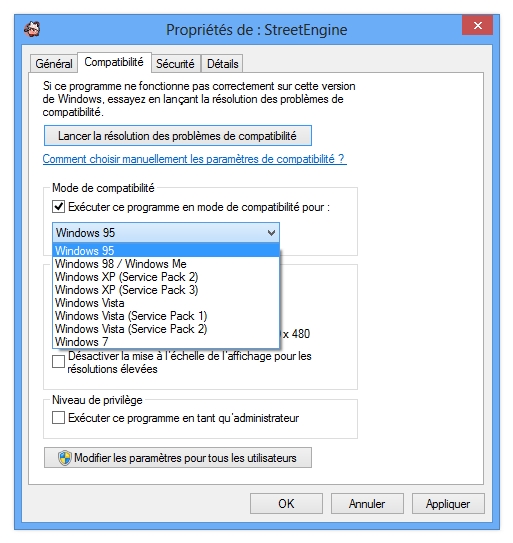 Propriétés de : StreetEngine
Général
Compatibilité
Sécurité
Détails
Si ce programme ne fonctionne pas correctement sur cette version
de Windows, essayez en lançant la résolution des problèmes de
compatibilité.
Lancer la résolution des problèmes de compatibilité
Comment choisir manuellement les paramètres de compatibilité ?
Mode de compatibilité
Exécuter ce programme en mode de compatibilité pour :
Windows 95
Windows 95
Windows 98 / Windows Me
Windows XP (Service Pack 2)
Windows XP (Service Pack 3)
Windows Vista
Windows Vista (Service Pack 1)
Windows Vista (Service Pack 2)
x 480
Windows 7
Désactiver la mise à l'échelle de l'affichage pour les
résolutions élevées
Niveau de privilège
Exécuter ce programme en tant qu'administrateur
Modifier les paramètres pour tous les utilisateurs
OK
Annuler
Appliquer